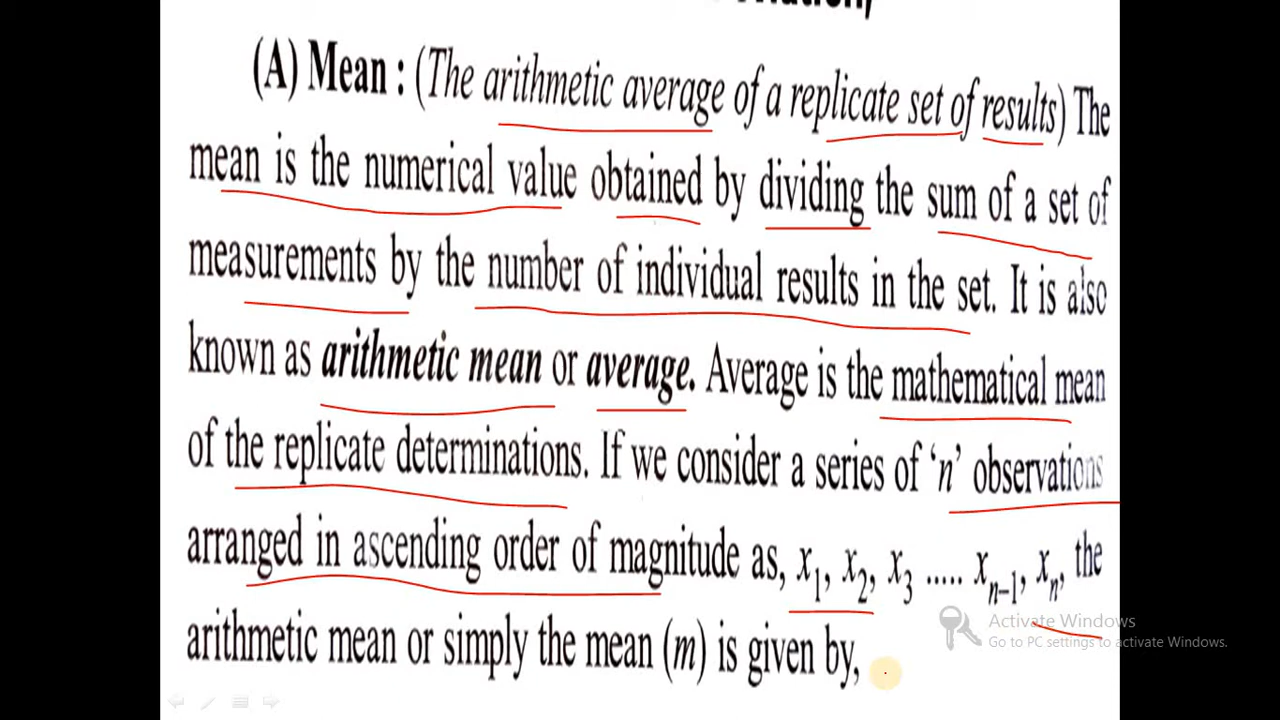 (A) Mean : (The arithmetic average of a replicate set of results) The
mean is the numerical value obtained by dividing the sum of a set of
measurements by the number of individual results in the set. It is also
known as arithmetic mean or average. Average is the mathematical mean
of the replicate determinations. If we consider a series of ‘n’ observations
arranged in ascending order of magnitude as, x₁, x₂, x₃ ..... xₙ₋₁, xₙ, the
arithmetic mean or simply the mean (m) is given by,
Activate Windows
Go to PC settings to activate Windows.